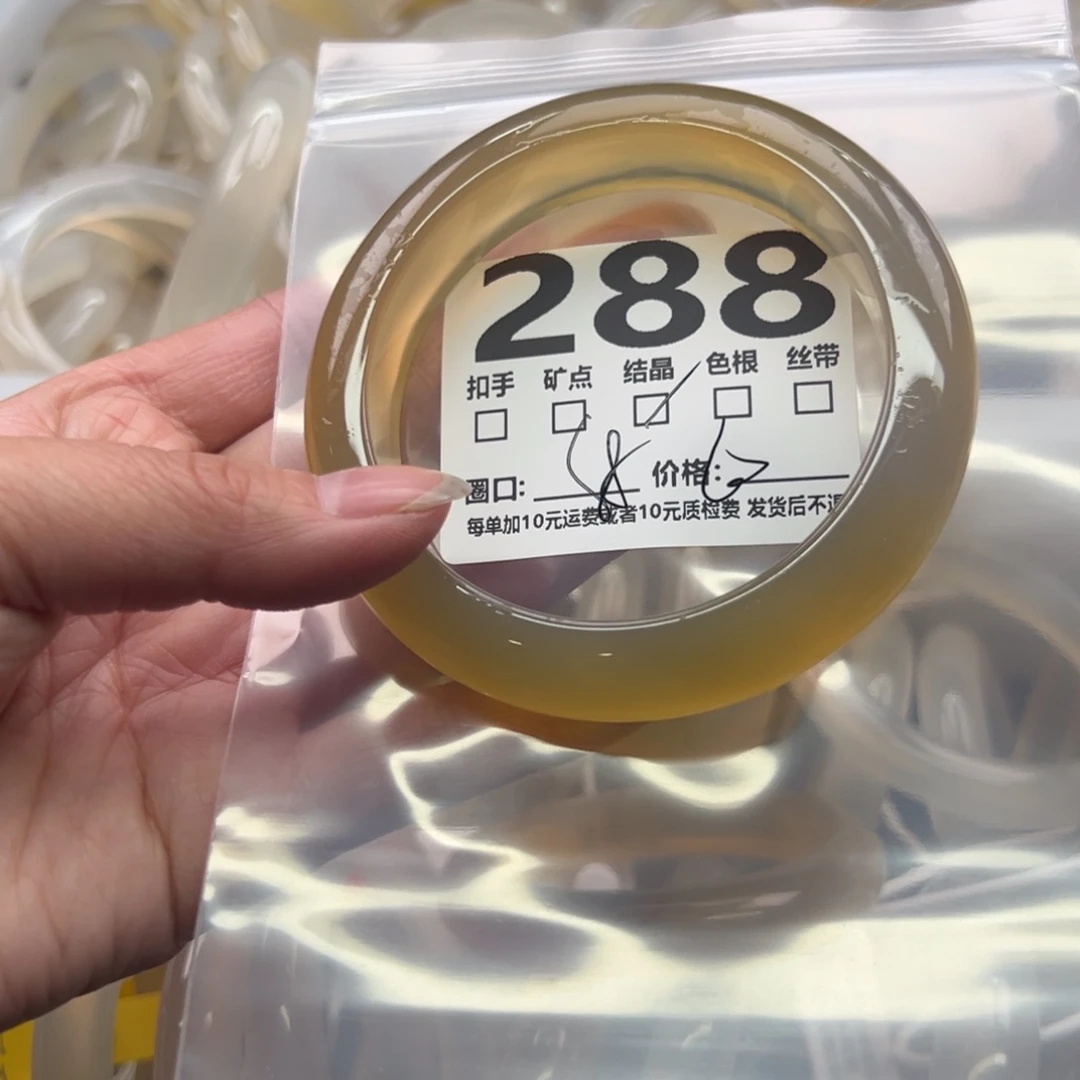 288
扣手 矿点 结晶 色根 丝带
圈口: 价格:
每单加10元运费或者10元质检费 发货后不退